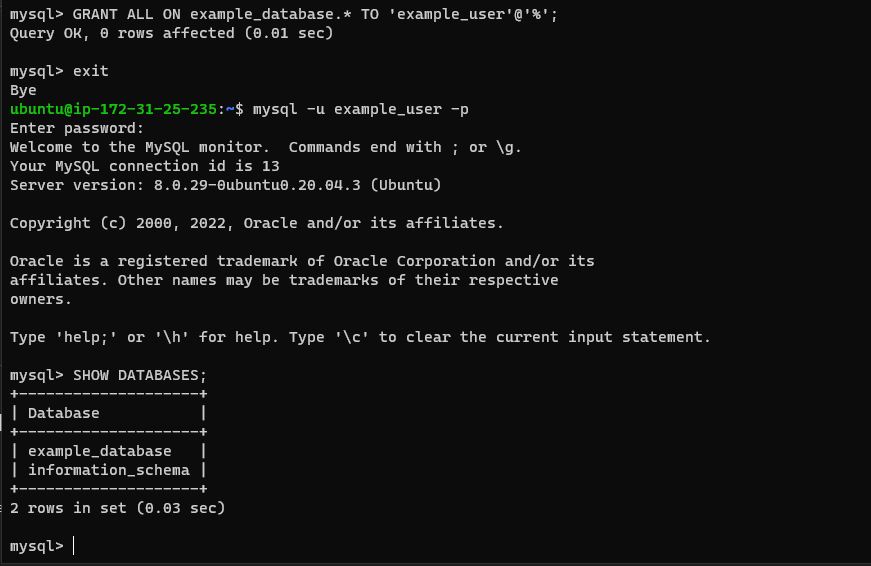 mysql> GRANT ALL ON example_database.* TO 'example_user'@'%';
Query OK, 0 rows affected (0.01 sec)
mysql> exit
Bye
ubuntu@ip-172-31-25-235:~$ mysql -u example_user -p
Enter password:
Welcome to the MySQL monitor.  Commands end with ; or \g.
Your MySQL connection id is 13
Server version: 8.0.29-0ubuntu0.20.04.3 (Ubuntu)
Copyright (c) 2000, 2022, Oracle and/or its affiliates.
Oracle is a registered trademark of Oracle Corporation and/or its
affiliates. Other names may be trademarks of their respective
owners.
Type 'help;' or '\h' for help. Type '\c' to clear the current input statement.
mysql> SHOW DATABASES;
+--------------------+
| Database           |
+--------------------+
| example_database   |
| information_schema |
+--------------------+
2 rows in set (0.03 sec)
mysql>